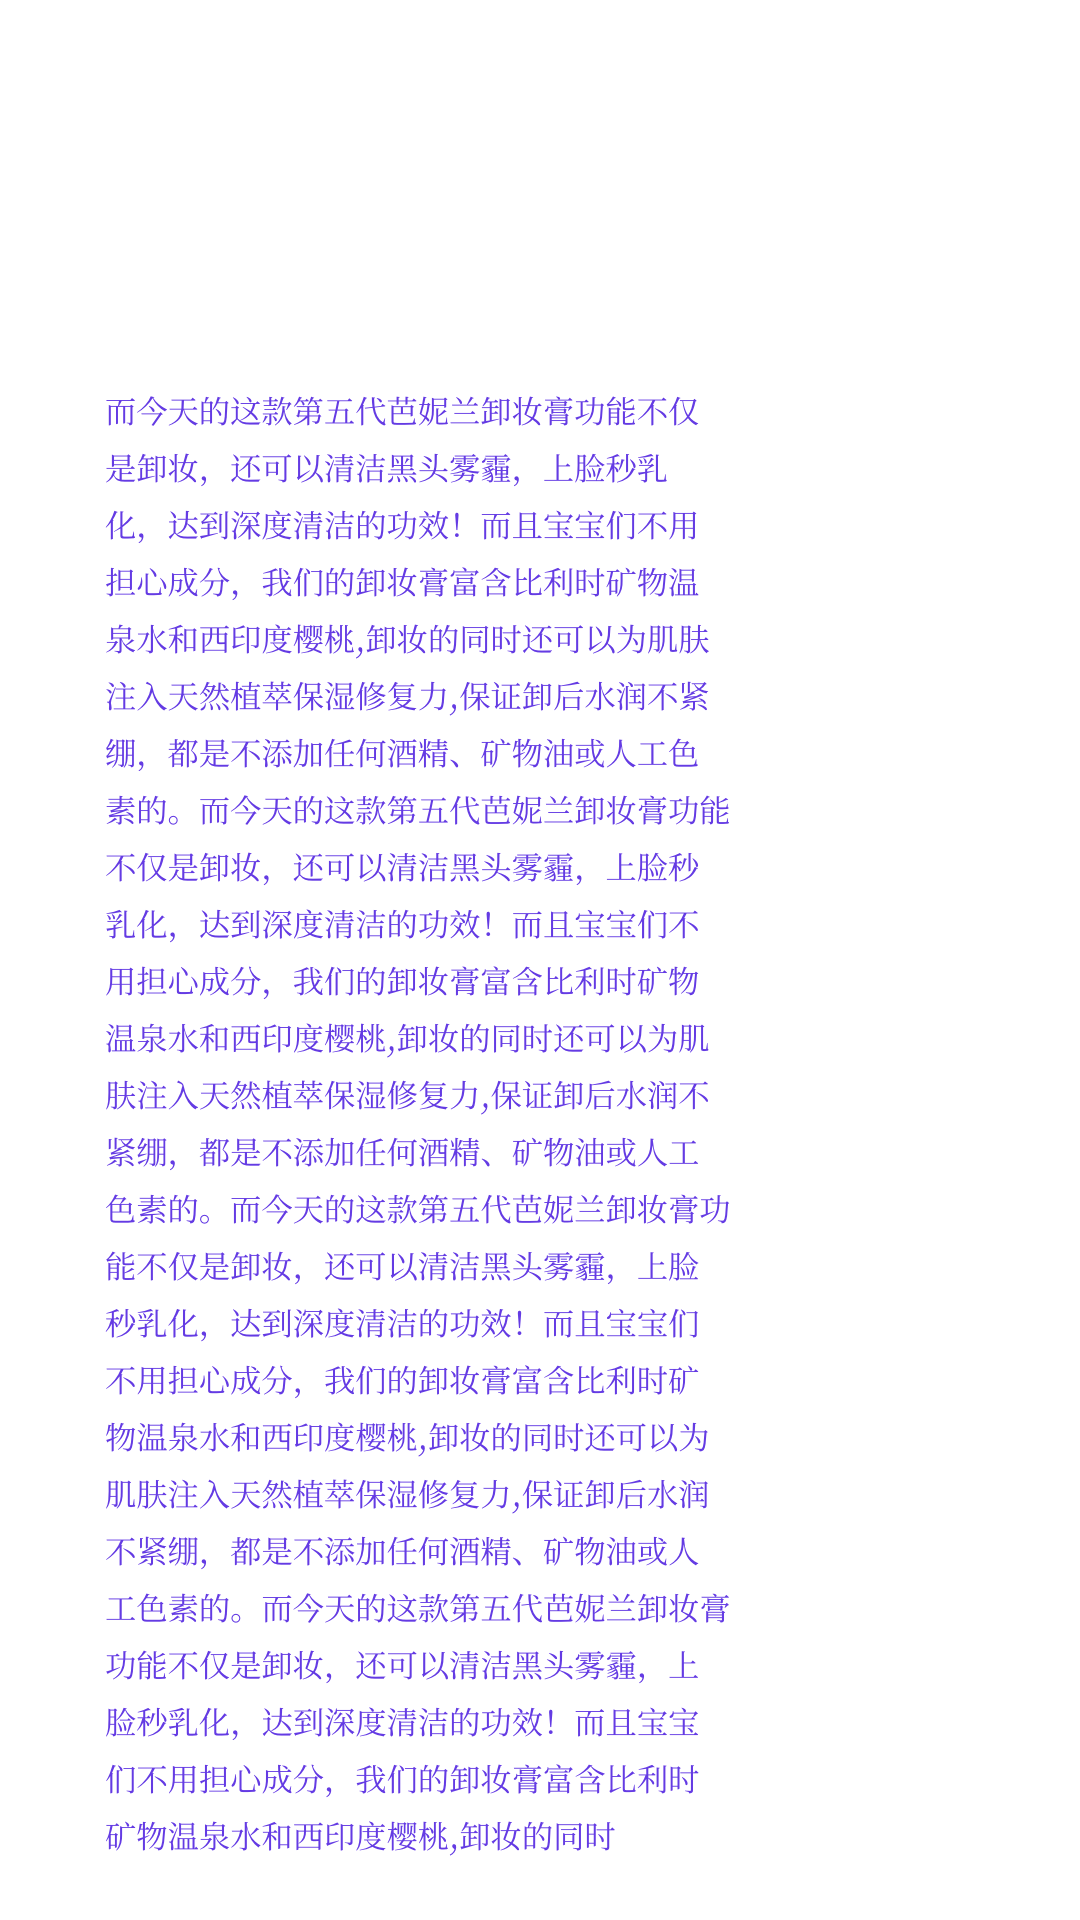 而今天的这款第五代芭妮兰卸妆膏功能不仅
是卸妆，还可以清洁黑头雾霾，上脸秒乳
化，达到深度清洁的功效！而且宝宝们不用
担心成分，我们的卸妆膏富含比利时矿物温
泉水和西印度樱桃,卸妆的同时还可以为肌肤
注入天然植萃保湿修复力,保证卸后水润不紧
绷，都是不添加任何酒精、矿物油或人工色
素的。而今天的这款第五代芭妮兰卸妆膏功能
不仅是卸妆，还可以清洁黑头雾霾，上脸秒
乳化，达到深度清洁的功效！而且宝宝们不
用担心成分，我们的卸妆膏富含比利时矿物
温泉水和西印度樱桃,卸妆的同时还可以为肌
肤注入天然植萃保湿修复力,保证卸后水润不
紧绷，都是不添加任何酒精、矿物油或人工
色素的。而今天的这款第五代芭妮兰卸妆膏功
能不仅是卸妆，还可以清洁黑头雾霾，上脸
秒乳化，达到深度清洁的功效！而且宝宝们
不用担心成分，我们的卸妆膏富含比利时矿
物温泉水和西印度樱桃,卸妆的同时还可以为
肌肤注入天然植萃保湿修复力,保证卸后水润
不紧绷，都是不添加任何酒精、矿物油或人
工色素的。而今天的这款第五代芭妮兰卸妆膏
功能不仅是卸妆，还可以清洁黑头雾霾，上
脸秒乳化，达到深度清洁的功效！而且宝宝
们不用担心成分，我们的卸妆膏富含比利时
矿物温泉水和西印度樱桃,卸妆的同时